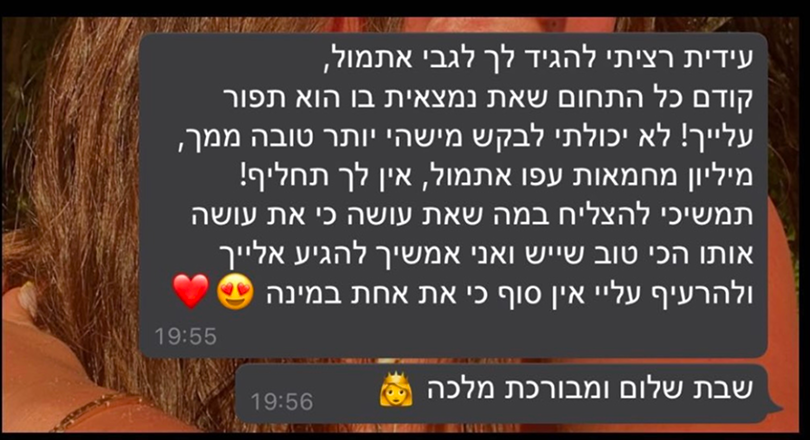 עידית רציתי להגיד לך לגבי אתמול,
קודם כל התחום שאת נמצאית בו הוא תפור
עלייך! לא יכולתי לבקש מישהי יותר טובה ממך,
מיליון מחמאות עפו אתמול, אין לך תחליף!
תמשיכי להצליח במה שאת עושה כי את עושה
אותו הכי טוב שייש ואני אמשיך להגיע אלייך
ולהרעיף עליי אין סוף כי את אחת במינה 😍❤️
19:55
שבת שלום ומבורכת מלכה 👸
19:56